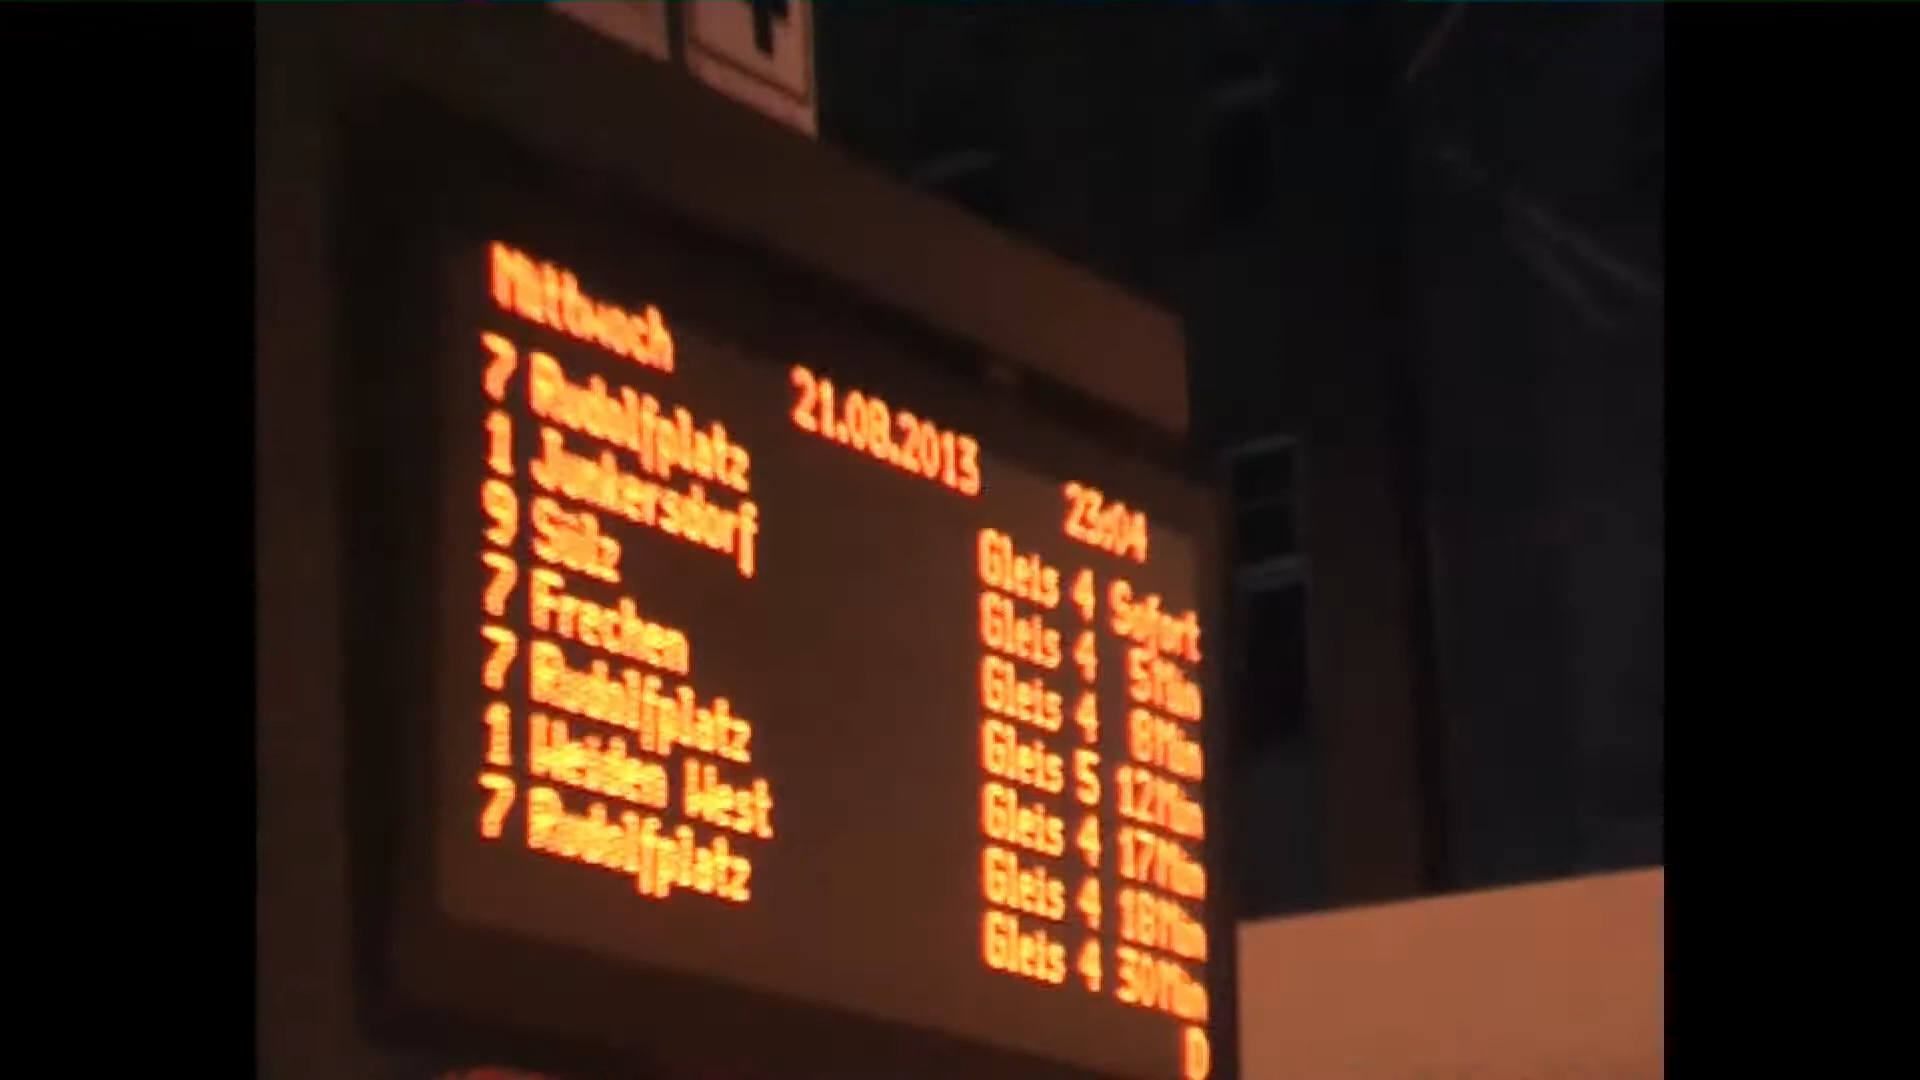 Mittwoch 21.08.2013 23:04
7 Rudolfplatz Gleis 4 Sofort
1 Junkersdorf Gleis 4 5Min
9 Sülz Gleis 4 8Min
7 Frechen Gleis 5 12Min
7 Rudolfplatz Gleis 4 17Min
1 Weiden West Gleis 4 18Min
7 Rudolfplatz Gleis 4 30Min
D